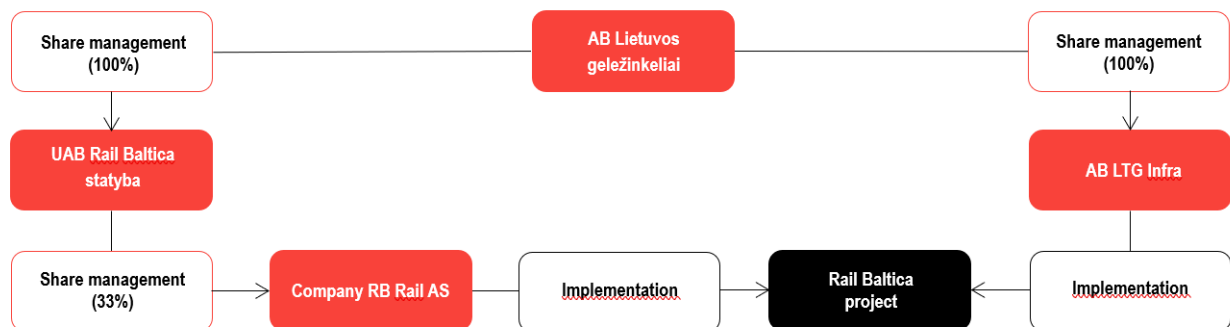 Share management
(100%)
AB Lietuvos
geležinkeliai
Share management
(100%)
UAB Rail Baltica
statyba
AB LTG Infra
Share management
(33%)
Company RB Rail AS
Implementation
Rail Baltica
project
Implementation